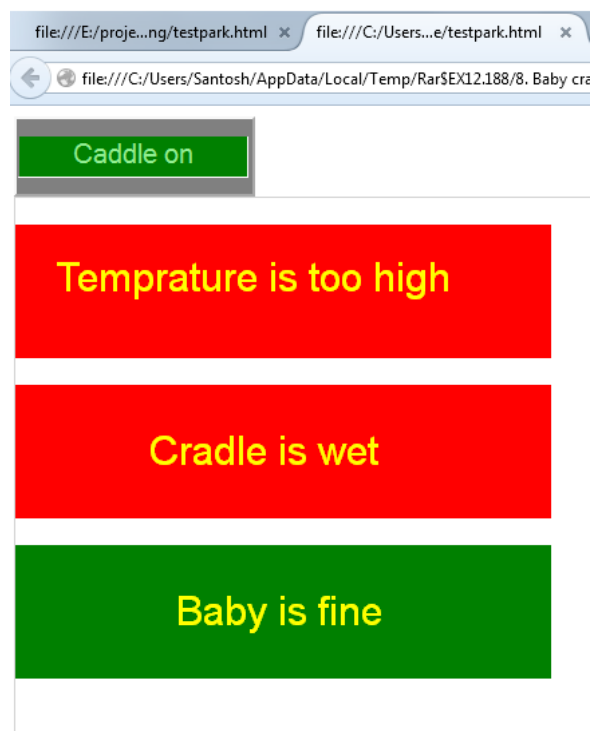 file:///E:/proje...ng/testpark.html
file:///C:/Users...e/testpark.html
file:///C:/Users/Santosh/AppData/Local/Temp/Rar$EX12.188/8. Baby cra
Caddle on
Temprature is too high
Cradle is wet
Baby is fine